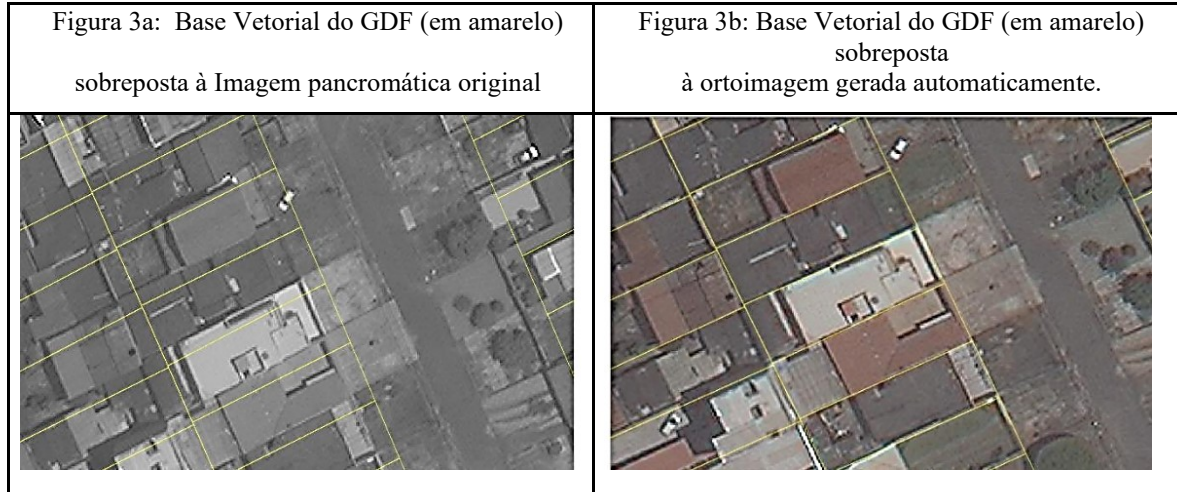 Figura 3a: Base Vetorial do GDF (em amarelo)
sobreposta à Imagem pancromática original
Figura 3b: Base Vetorial do GDF (em amarelo)
sobreposta
à ortoimagem gerada automaticamente.